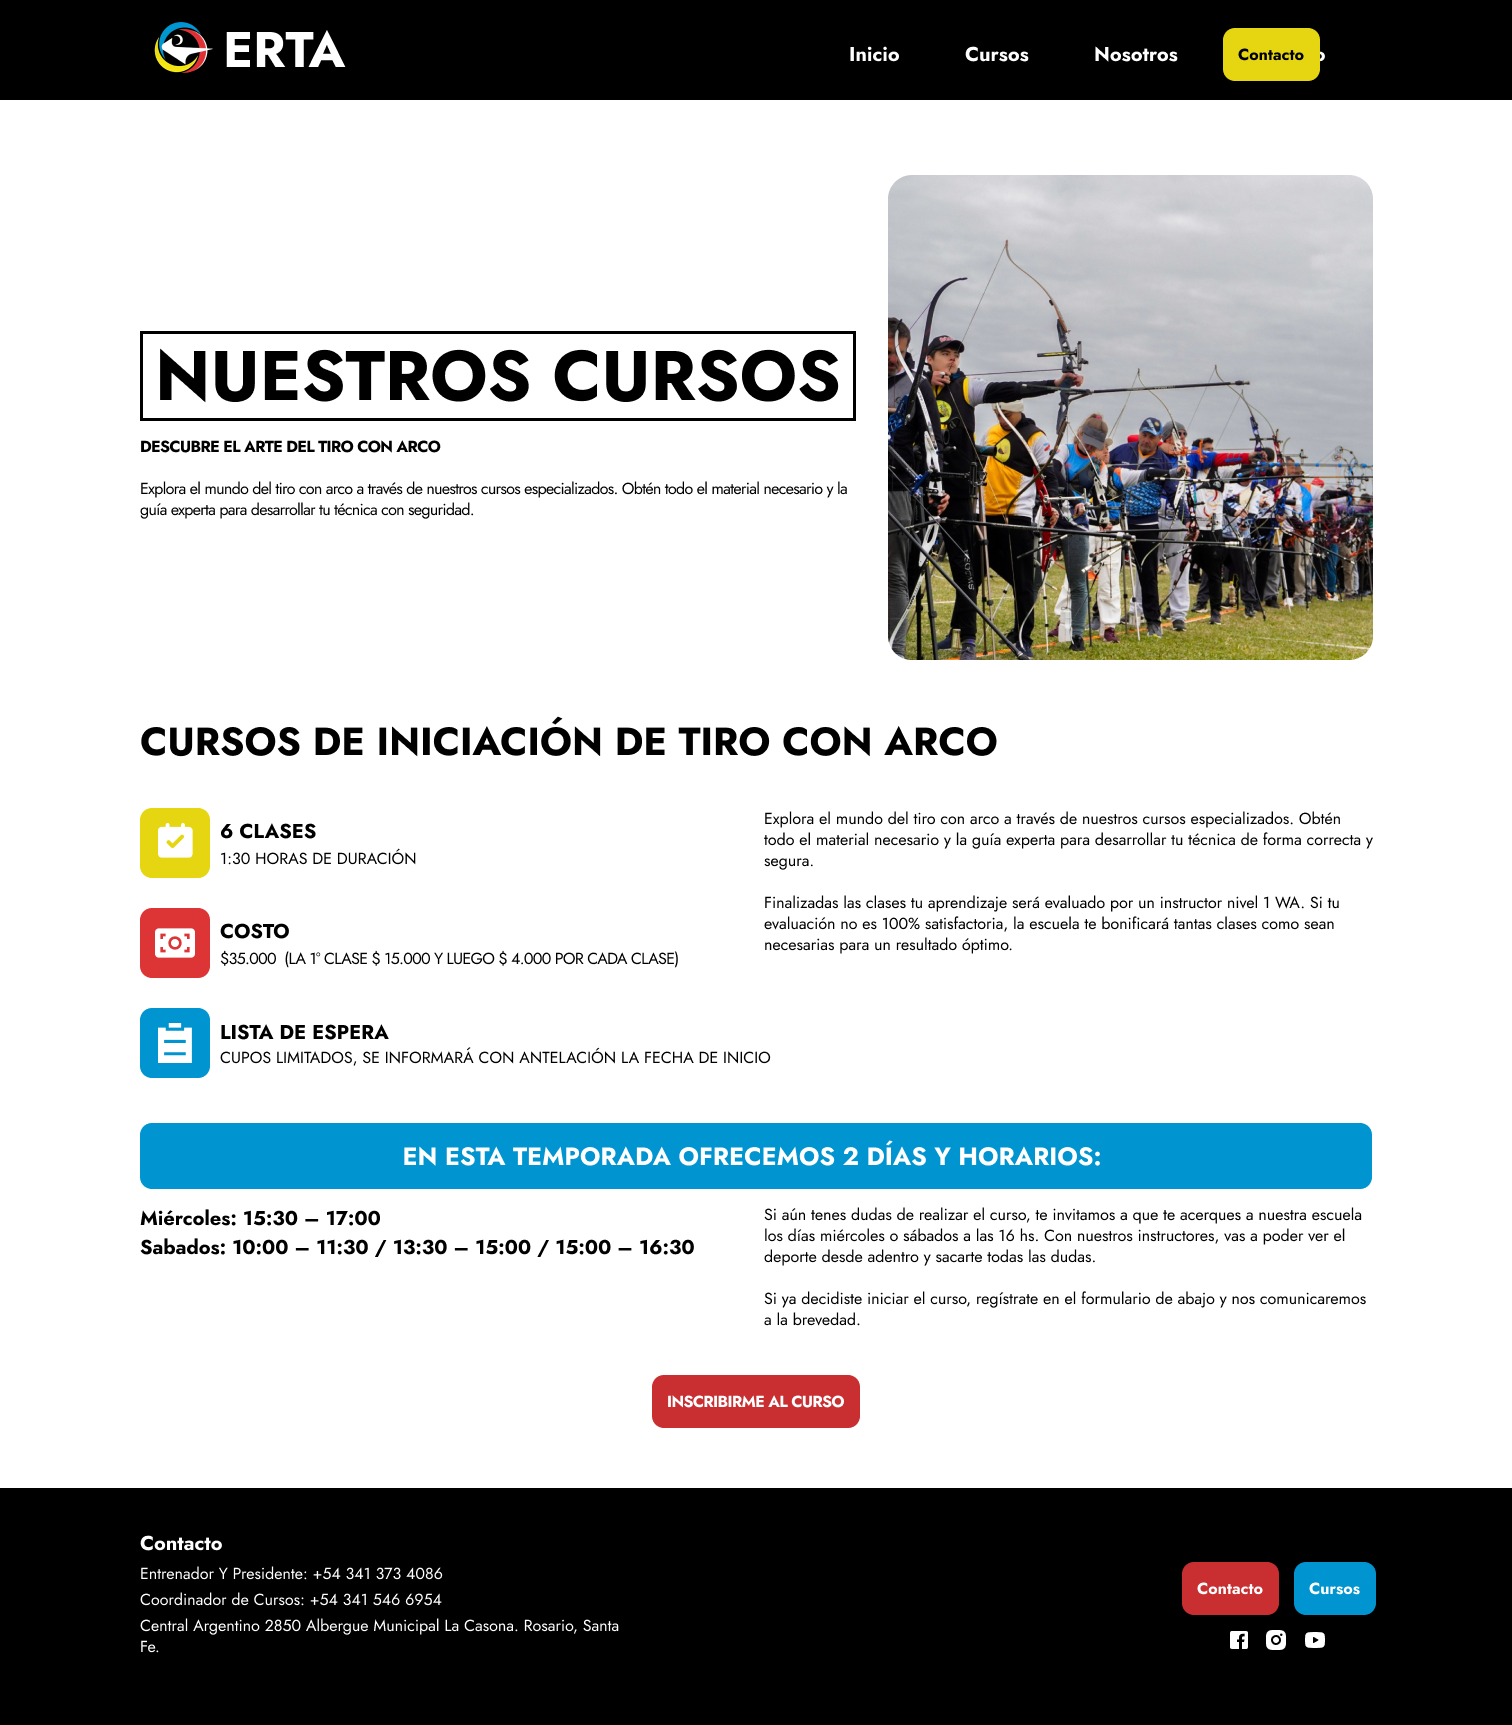 ERTA
Inicio
Cursos
Nosotros
Contacto
NUESTROS CURSOS
DESCUBRE EL ARTE DEL TIRO CON ARCO
Explora el mundo del tiro con arco a través de nuestros cursos especializados. Obtén todo el material necesario y la
guía experta para desarrollar tu técnica con seguridad.
CURSOS DE INICIACIÓN DE TIRO CON ARCO
6 CLASES
1:30 HORAS DE DURACIÓN
COSTO
$35.000 (LA 1° CLASE $ 15.000 Y LUEGO $ 4.000 POR CADA CLASE)
LISTA DE ESPERA
CUPOS LIMITADOS, SE INFORMARÁ CON ANTELACIÓN LA FECHA DE INICIO
Explora el mundo del tiro con arco a través de nuestros cursos especializados. Obtén
todo el material necesario y la guía experta para desarrollar tu técnica de forma correcta y
segura.
Finalizadas las clases tu aprendizaje será evaluado por un instructor nivel 1 WA. Si tu
evaluación no es 100% satisfactoria, la escuela te bonificará tantas clases como sean
necesarias para un resultado óptimo.
EN ESTA TEMPORADA OFRECEMOS 2 DÍAS Y HORARIOS:
Miércoles: 15:30 – 17:00
Sabados: 10:00 – 11:30 / 13:30 – 15:00 / 15:00 – 16:30
Si aún tenes dudas de realizar el curso, te invitamos a que te acerques a nuestra escuela
los días miércoles o sábados a las 16 hs. Con nuestros instructores, vas a poder ver el
deporte desde adentro y sacarte todas las dudas.
Si ya decidiste iniciar el curso, regístrate en el formulario de abajo y nos comunicaremos
a la brevedad.
INSCRIBIRME AL CURSO
Contacto
Entrenador Y Presidente: +54 341 373 4086
Coordinador de Cursos: +54 341 546 6954
Central Argentino 2850 Albergue Municipal La Casona. Rosario, Santa
Fe.
Contacto
Cursos